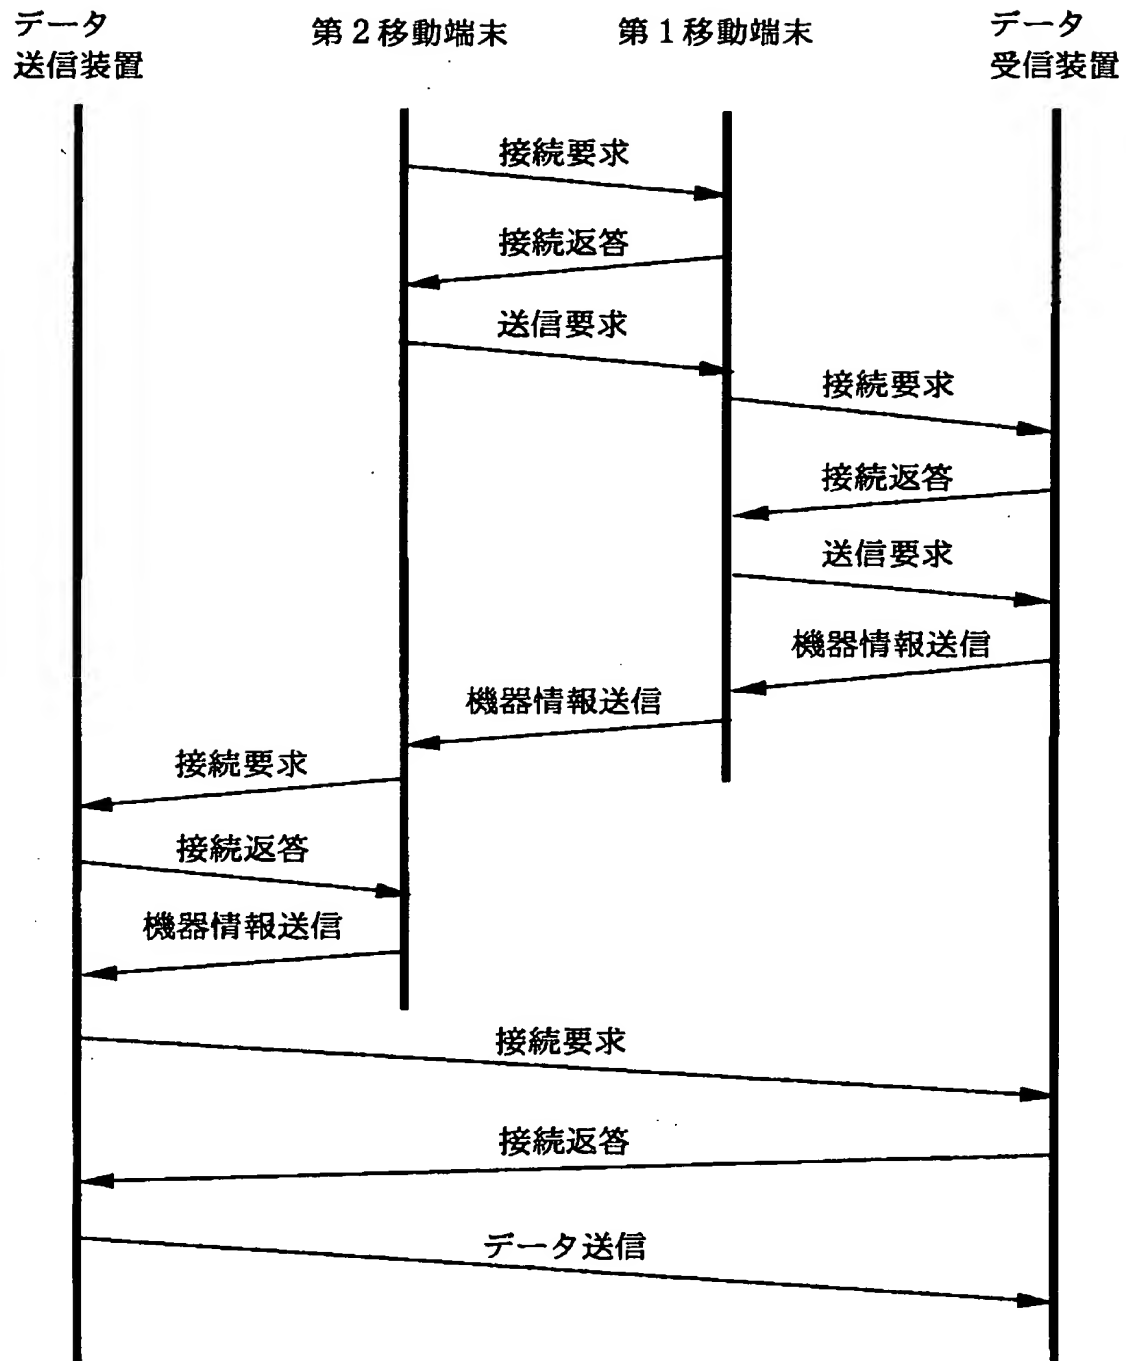 データ
送信装置
第2移動端末
第1移動端末
データ
受信装置
接続要求
接続返答
送信要求
接続要求
接続返答
送信要求
機器情報送信
機器情報送信
接続要求
接続返答
機器情報送信
接続要求
接続返答
データ送信